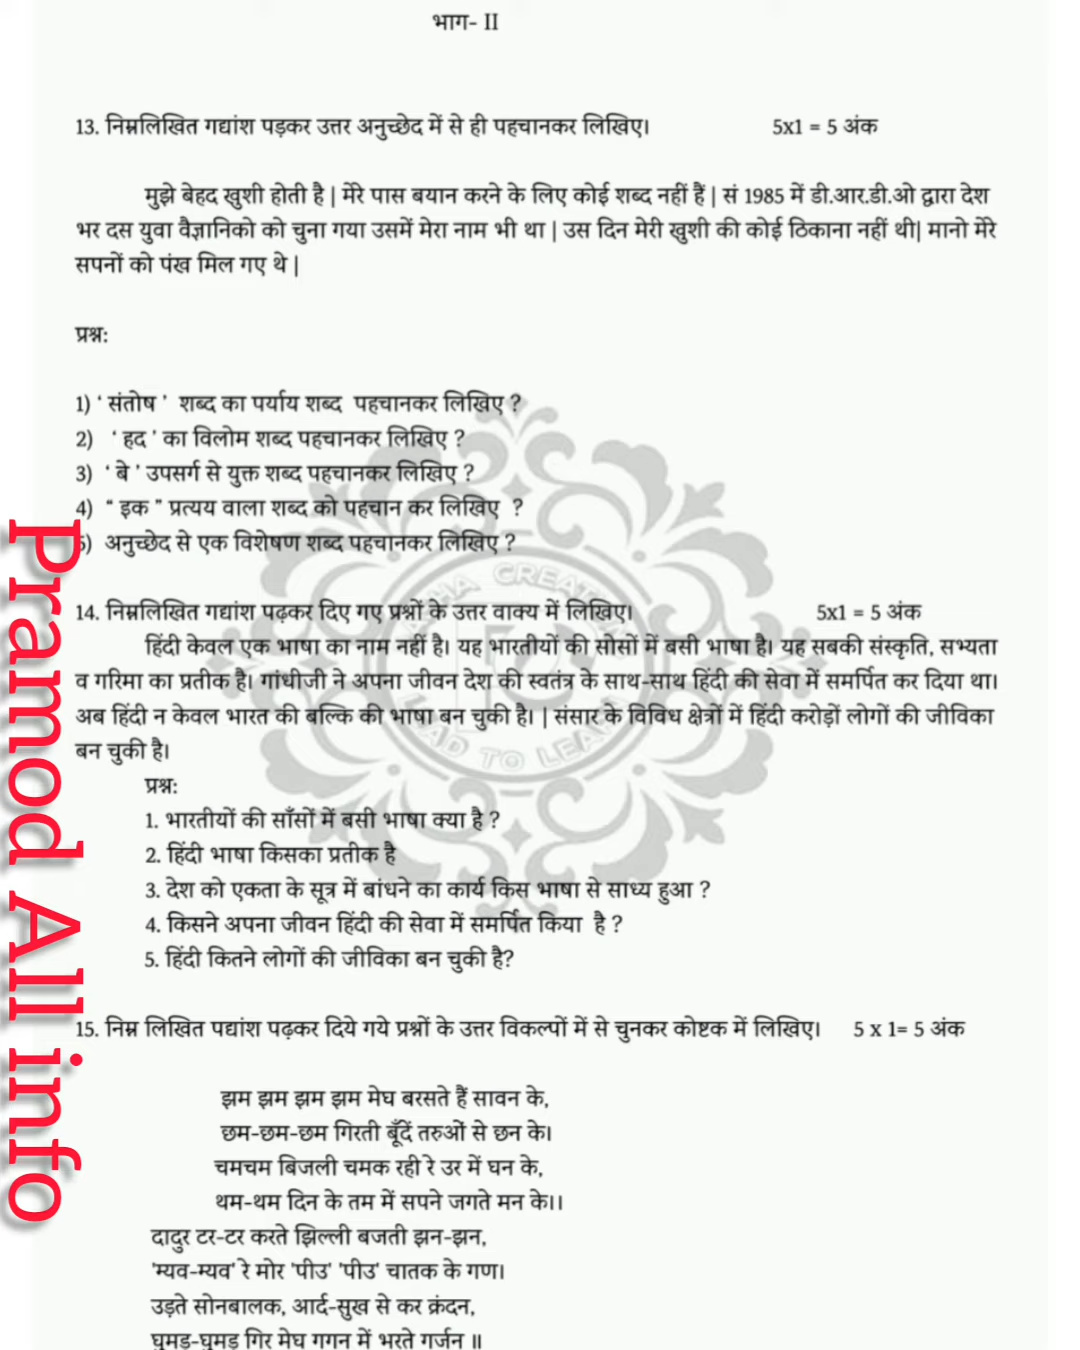 भाग- II
13. निम्नलिखित गद्यांश पड़कर उत्तर अनुच्छेद में से ही पहचानकर लिखिए। 5x1 = 5 अंक
मुझे बेहद खुशी होती है | मेरे पास बयान करने के लिए कोई शब्द नहीं हैं | सं 1985 में डी.आर.डी.ओ द्वारा देश
भर दस युवा वैज्ञानिको को चुना गया उसमें मेरा नाम भी था | उस दिन मेरी खुशी की कोई ठिकाना नहीं थी| मानो मेरे
सपनों को पंख मिल गए थे |
प्रश्न:
1) ' संतोष ' शब्द का पर्याय शब्द पहचानकर लिखिए ?
2) ' हद ' का विलोम शब्द पहचानकर लिखिए ?
3) ' बे ' उपसर्ग से युक्त शब्द पहचानकर लिखिए ?
4) “ इक ” प्रत्यय वाला शब्द को पहचान कर लिखिए ?
5) अनुच्छेद से एक विशेषण शब्द पहचानकर लिखिए ?
14. निम्नलिखित गद्यांश पढ़कर दिए गए प्रश्नों के उत्तर वाक्य में लिखिए। 5x1 = 5 अंक
हिंदी केवल एक भाषा का नाम नहीं है। यह भारतीयों की साँसों में बसी भाषा है। यह सबकी संस्कृति, सभ्यता
व गरिमा का प्रतीक है। गांधीजी ने अपना जीवन देश की स्वतंत्र के साथ-साथ हिंदी की सेवा में समर्पित कर दिया था।
अब हिंदी न केवल भारत की बल्कि की भाषा बन चुकी है। | संसार के विविध क्षेत्रों में हिंदी करोड़ों लोगों की जीविका
बन चुकी है।
प्रश्न:
1. भारतीयों की साँसों में बसी भाषा क्या है ?
2. हिंदी भाषा किसका प्रतीक है
3. देश को एकता के सूत्र में बांधने का कार्य किस भाषा से साध्य हुआ ?
4. किसने अपना जीवन हिंदी की सेवा में समर्पित किया है ?
5. हिंदी कितने लोगों की जीविका बन चुकी है?
15. निम्न लिखित पद्यांश पढ़कर दिये गये प्रश्नों के उत्तर विकल्पों में से चुनकर कोष्टक में लिखिए। 5 x 1= 5 अंक
झम झम झम झम मेघ बरसते हैं सावन के,
छम-छम-छम गिरती बूँदें तरुओं से छन के।
चमचम बिजली चमक रही रे उर में घन के,
थम-थम दिन के तम में सपने जगते मन के।।
दादुर टर-टर करते झिल्ली बजती झन-झन,
'म्यव-म्यव' रे मोर 'पीउ' 'पीउ' चातक के गण।
उड़ते सोनबालक, आर्द-सुख से कर क्रंदन,
घुमड़-घुमड़ गिर मेघ गगन में भरते गर्जन ॥
Pramod All info
CREAT
LEAD TO LEARN